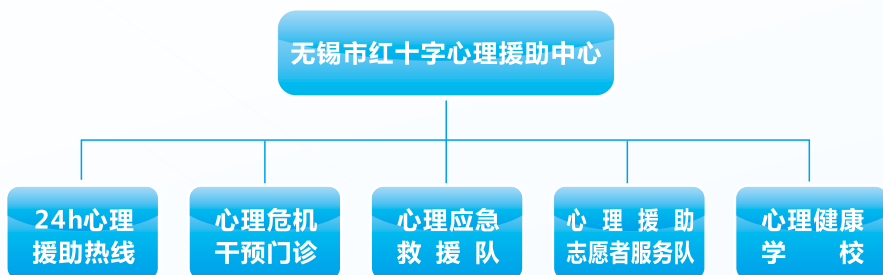 无锡市红十字心理援助中心
24h心理
援助热线
心理危机
干预门诊
心理应急
救援队
心理援助
志愿者服务队
心理健康
学校